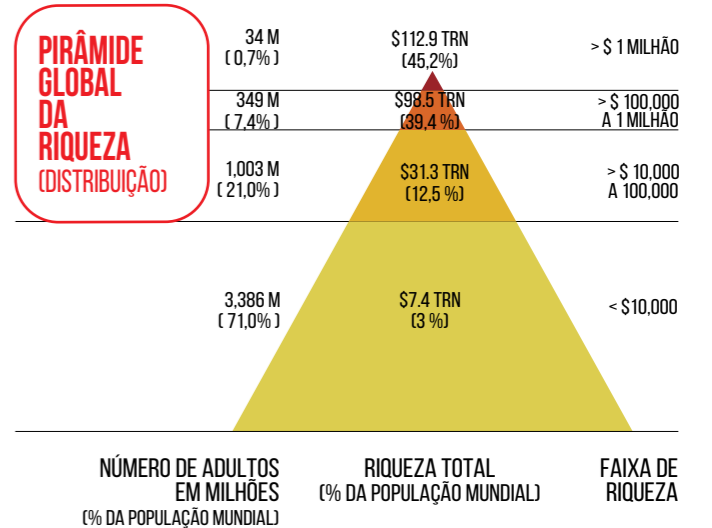 PIRÂMIDE
GLOBAL
DA
RIQUEZA
(DISTRIBUIÇÃO)
34 M
( 0,7% )
$112.9 TRN
(45,2%)
> $ 1 MILHÃO
349 M
( 7,4% )
$98.5 TRN
(39,4 %)
> $ 100,000
A 1 MILHÃO
1,003 M
( 21,0% )
$31.3 TRN
(12,5 %)
> $ 10,000
A 100,000
3,386 M
( 71,0% )
$7.4 TRN
(3 %)
< $10,000
NÚMERO DE ADULTOS
EM MILHÕES
(% DA POPULAÇÃO MUNDIAL)
RIQUEZA TOTAL
(% DA POPULAÇÃO MUNDIAL)
FAIXA DE
RIQUEZA